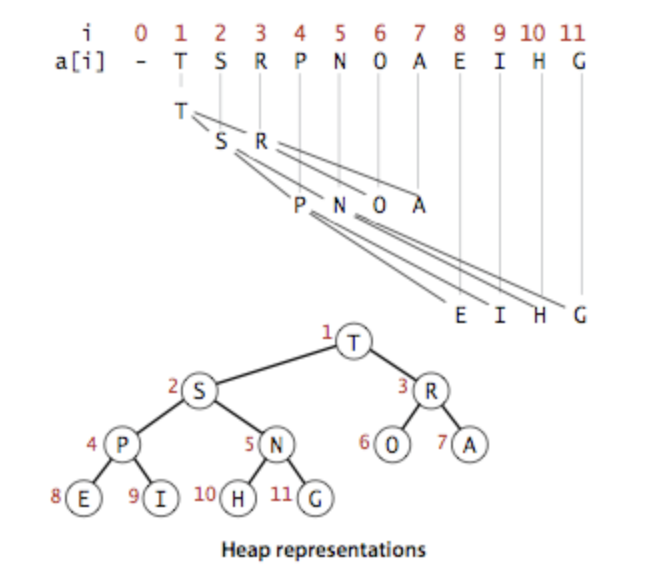 i 0 1 2 3 4 5 6 7 8 9 10 11
a[i] - T S R P N O A E I H G
T
S R
P N O A
E I H G
1 T
2 S 3 R
4 P 5 N 6 O 7 A
8 E 9 I 10 H 11 G
Heap representations